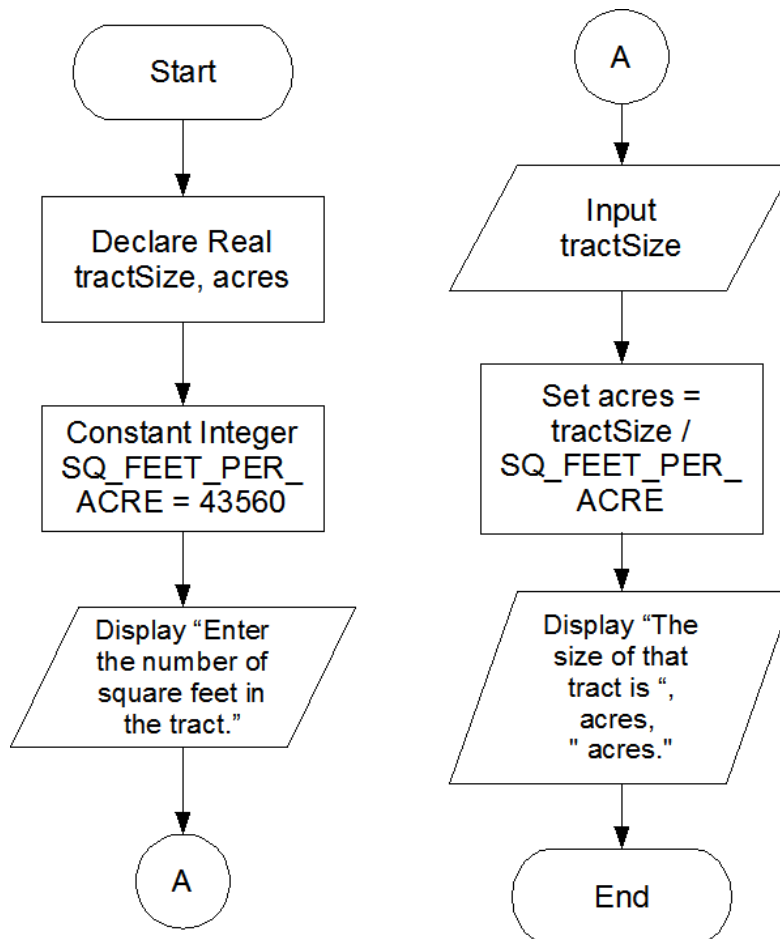 Start
Declare Real
tractSize, acres
Constant Integer
SQ_FEET_PER_
ACRE = 43560
Display “Enter
the number of
square feet in
the tract.”
A
A
Input
tractSize
Set acres =
tractSize /
SQ_FEET_PER_
ACRE
Display “The
size of that
tract is “,
acres,
" acres."
End